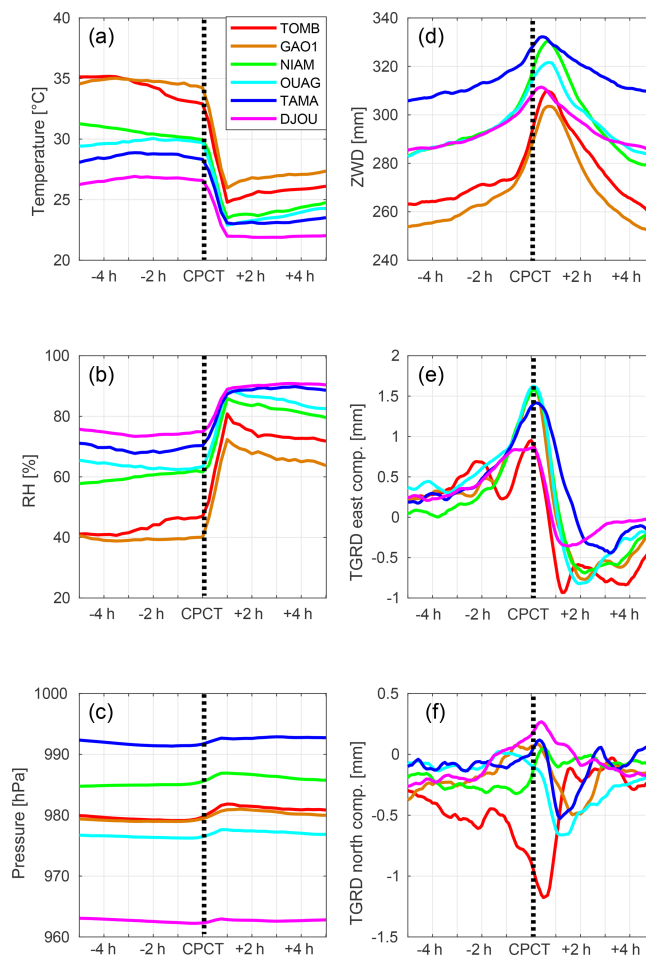 (a)
Temperature [°C]
40
35
30
25
20
-4 h -2 h CPCT +2 h +4 h
TOMB
GAO1
NIAM
OUAG
TAMA
DJOU
(d)
ZWD [mm]
340
320
300
280
260
240
-4 h -2 h CPCT +2 h +4 h
(b)
RH [%]
100
80
60
40
20
-4 h -2 h CPCT +2 h +4 h
(e)
TGRD east comp. [mm]
2
1.5
1
0.5
0
-0.5
-1
-4 h -2 h CPCT +2 h +4 h
(c)
Pressure [hPa]
1000
990
980
970
960
-4 h -2 h CPCT +2 h +4 h
(f)
TGRD north comp. [mm]
0.5
0
-0.5
-1
-1.5
-4 h -2 h CPCT +2 h +4 h